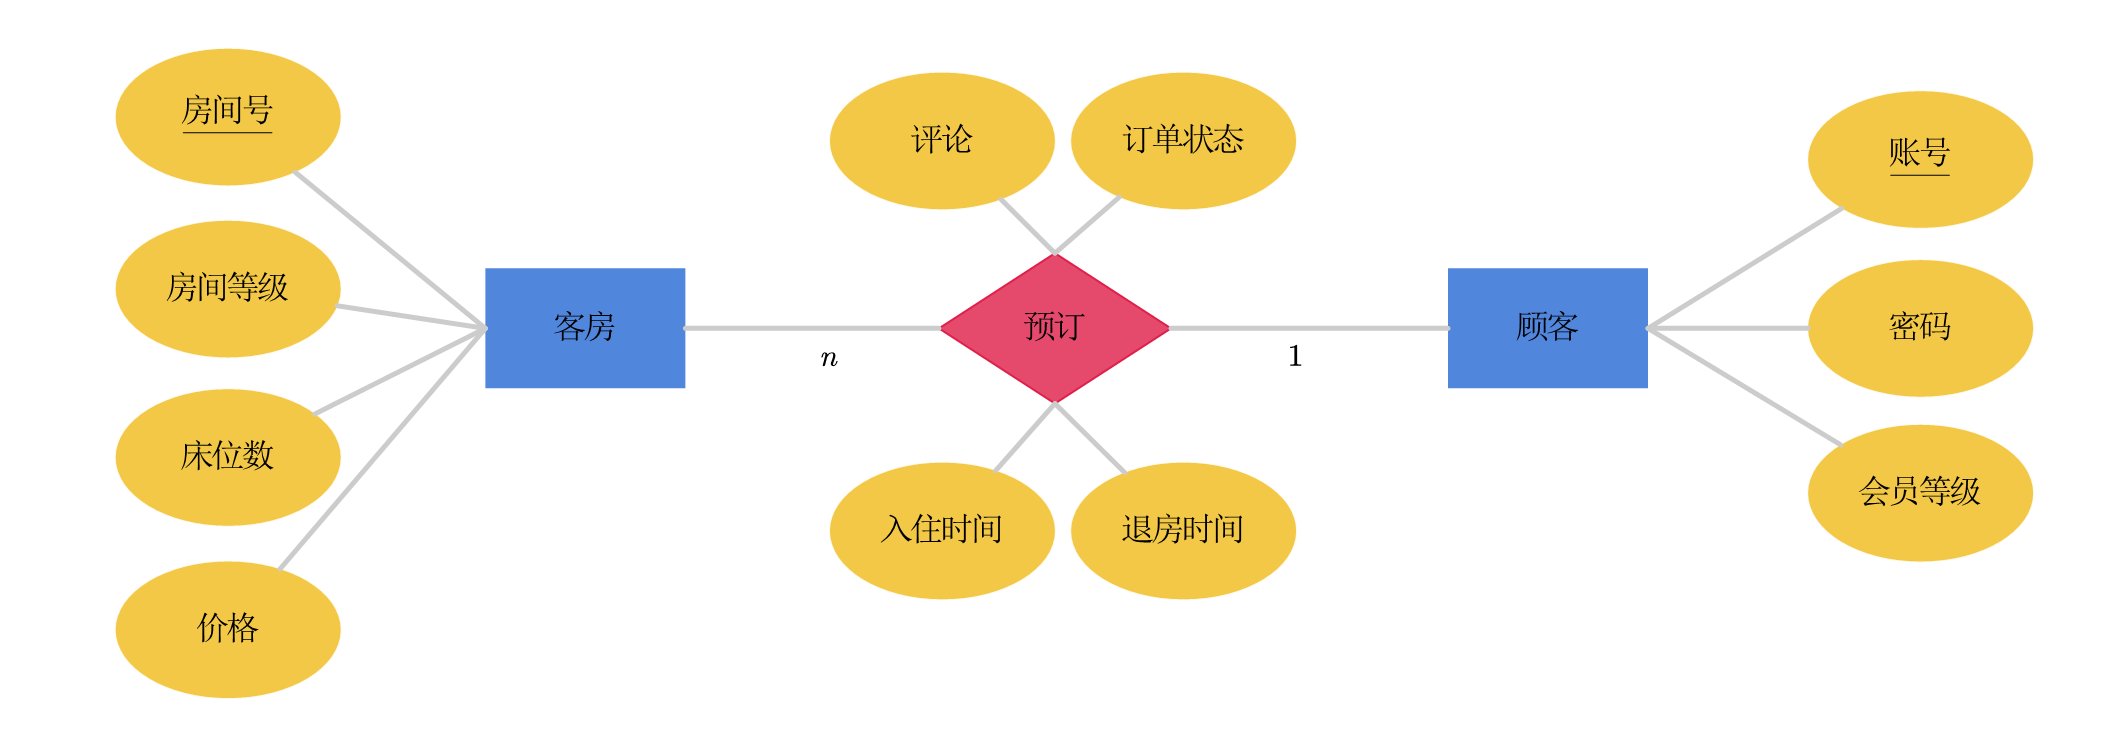 房间号
房间等级
床位数
价格
客房
n
评论
订单状态
预订
入住时间
退房时间
1
顾客
账号
密码
会员等级